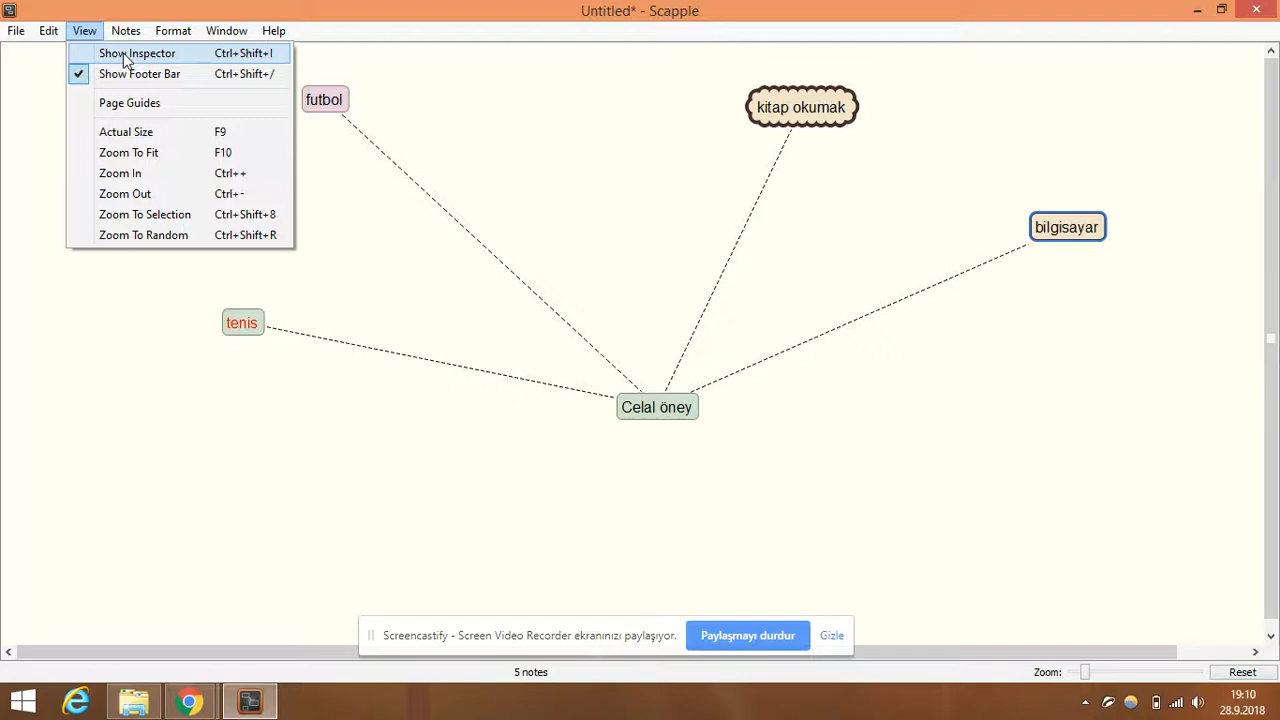 Untitled* - Scapple
File Edit View Notes Format Window Help
Show Inspector Ctrl+Shift+I
Show Footer Bar Ctrl+Shift+/
Page Guides
Actual Size F9
Zoom To Fit F10
Zoom In Ctrl++
Zoom Out Ctrl+-
Zoom To Selection Ctrl+Shift+8
Zoom To Random Ctrl+Shift+R
futbol
kitap okumak
bilgisayar
tenis
Celal öney
Screencastify - Screen Video Recorder ekranınızı paylaşıyor. Paylaşmayı durdur Gizle
5 notes
Zoom: Reset
19:10
28.9.2018